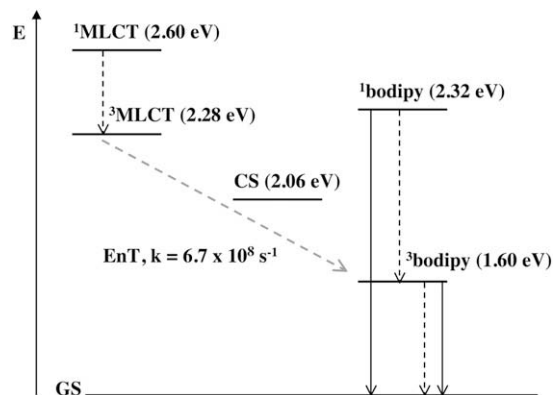 E
¹MLCT (2.60 eV)
¹bodipy (2.32 eV)
³MLCT (2.28 eV)
CS (2.06 eV)
EnT, k = 6.7 x 10⁸ s⁻¹
³bodipy (1.60 eV)
GS